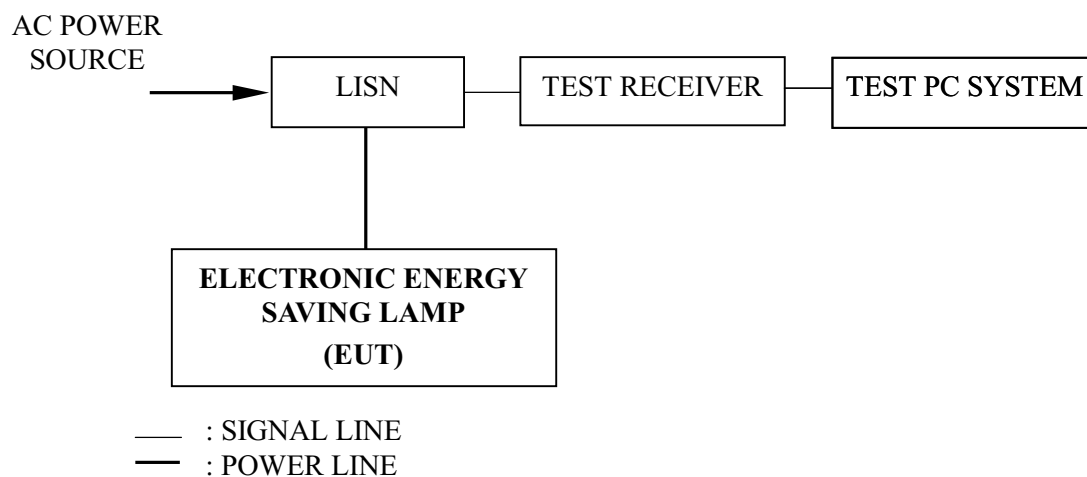 AC POWER
SOURCE
LISN
TEST RECEIVER
TEST PC SYSTEM
ELECTRONIC ENERGY
SAVING LAMP
(EUT)
: SIGNAL LINE
: POWER LINE